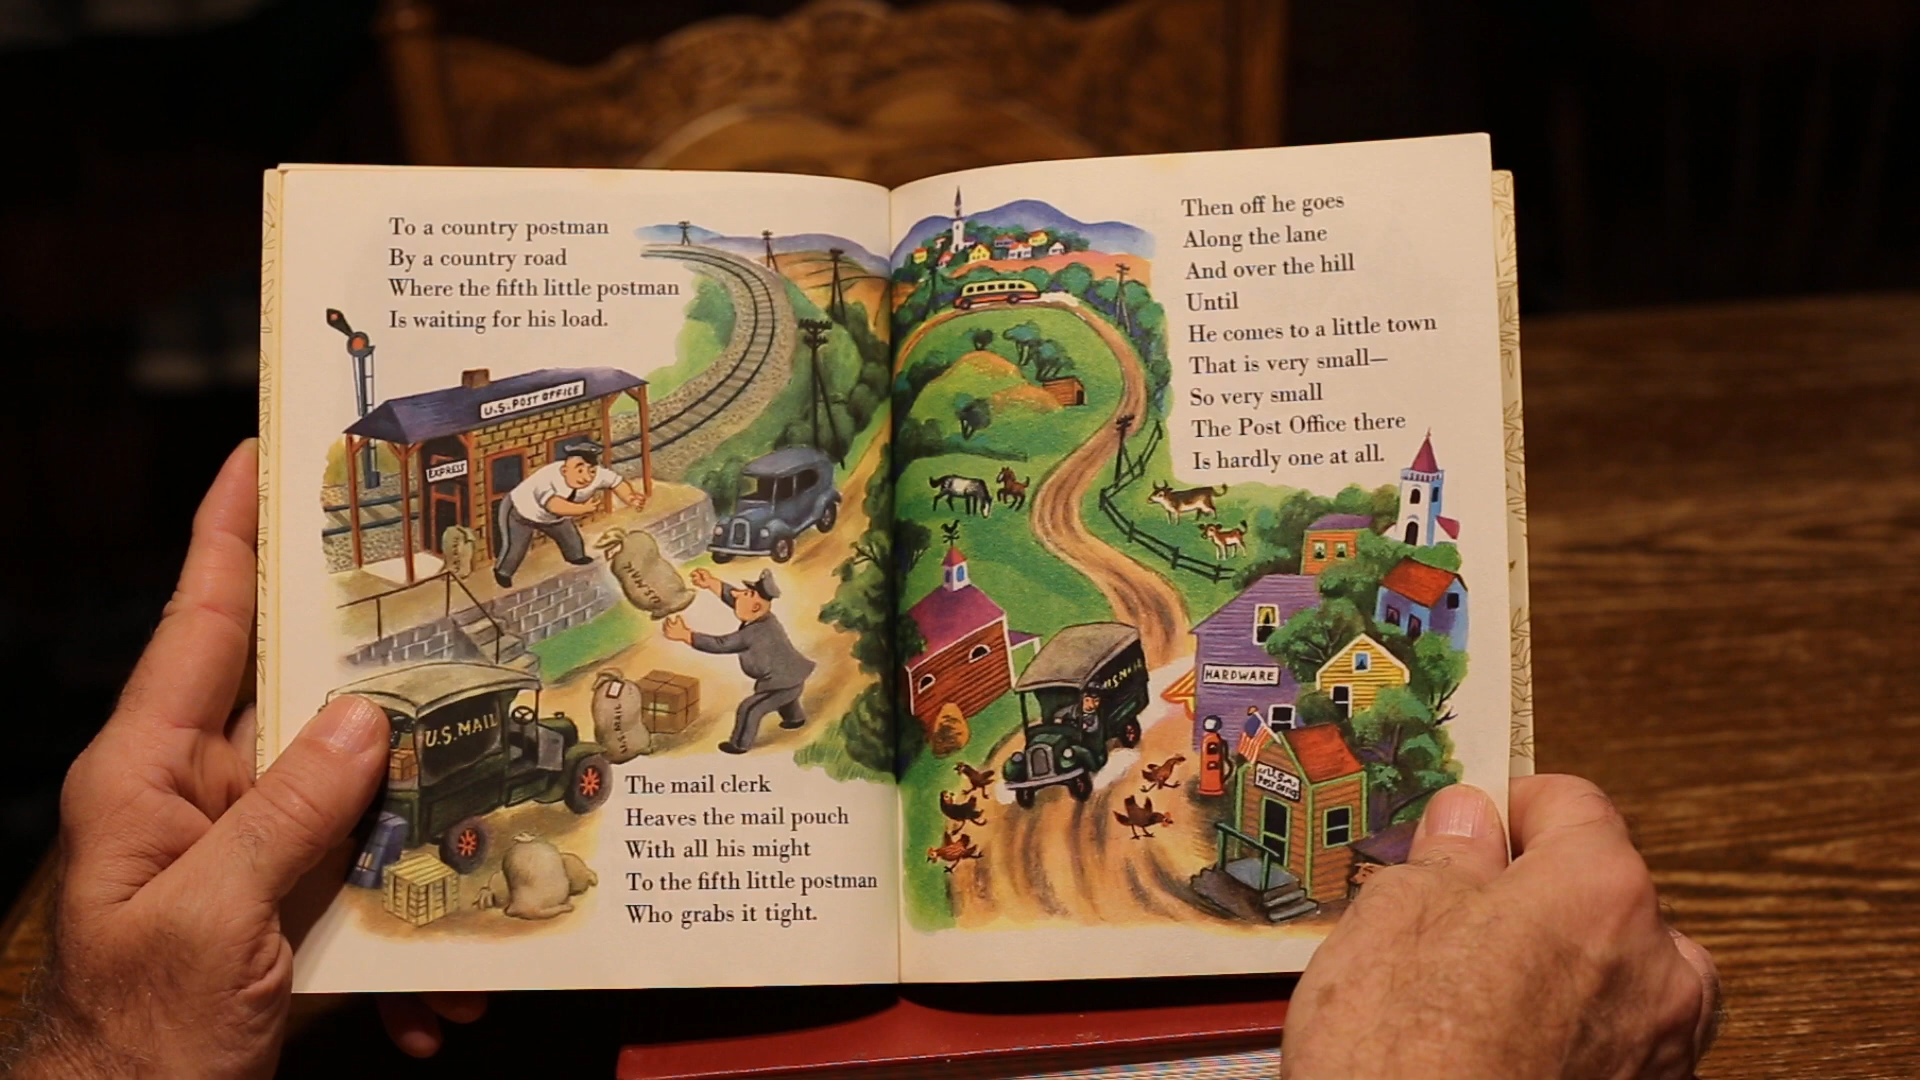 To a country postman
By a country road
Where the fifth little postman
Is waiting for his load.
U.S. POST OFFICE
EXPRESS
U.S. MAIL
U.S. MAIL
U.S. MAIL
The mail clerk
Heaves the mail pouch
With all his might
To the fifth little postman
Who grabs it tight.
Then off he goes
Along the lane
And over the hill
Until
He comes to a little town
That is very small—
So very small
The Post Office there
Is hardly one at all.
U.S. MAIL
HARDWARE
U.S.
POST OFFICE